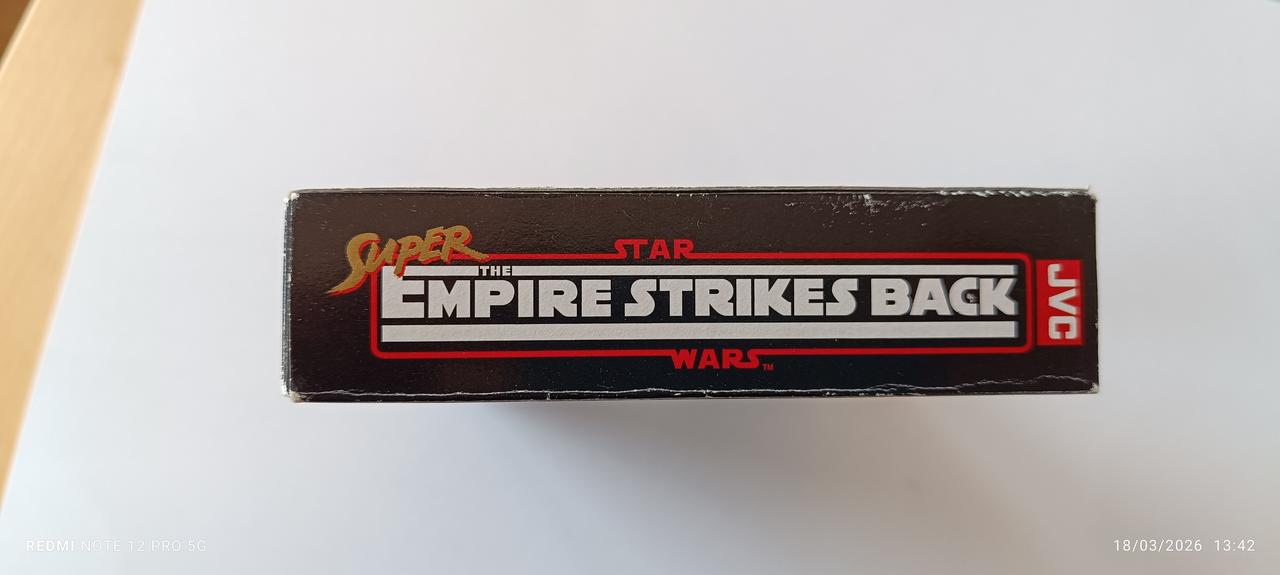 SUPER
STAR
THE
EMPIRE STRIKES BACK
WARS™
JVC
REDMI NOTE 12 PRO 5G
18/03/2026 13:42